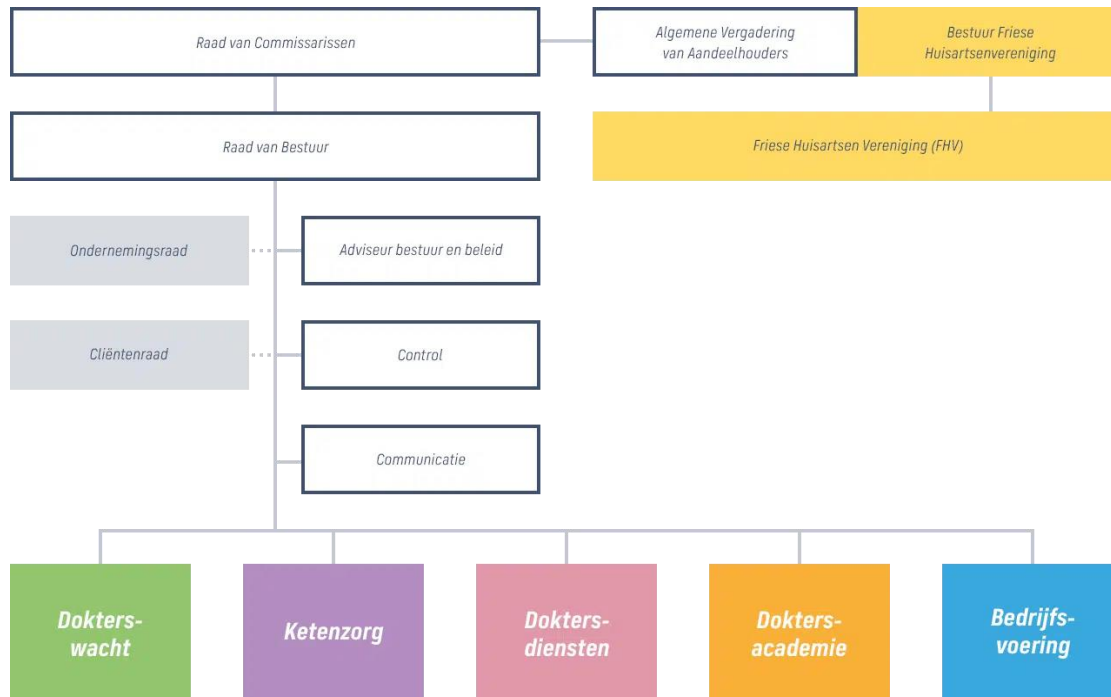 Raad van Commissarissen
Algemene Vergadering
van Aandeelhouders
Bestuur Friese
Huisartsenvereniging
Raad van Bestuur
Friese Huisartsen Vereniging (FHV)
Ondernemingsraad
Adviseur bestuur en beleid
Cliëntenraad
Control
Communicatie
Dokters-
wacht
Ketenzorg
Dokters-
diensten
Dokters-
academie
Bedrijfs-
voering